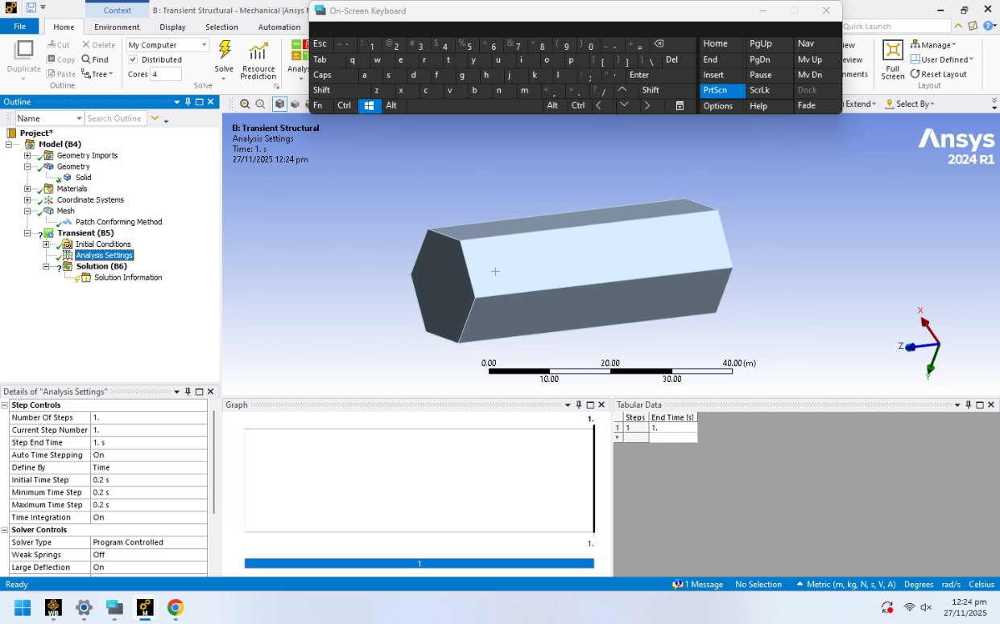 Context
B : Transient Structural - Mechanical [Ansys M
On-Screen Keyboard
File
Home
Environment
Display
Selection
Automation
Quick Launch
Duplicate
Cut
Copy
Paste
Delete
Find
Tree
Outline
My Computer
Distributed
Cores 4
Solve
Resource
Prediction
Solve
Analys
Esc ~ ` ! 1 @ 2 # 3 $ 4 % 5 ^ 6 & 7 * 8 ( 9 ) 0 _ - + = Home PgUp Nav
Tab q w e r t y u i o p { [ } ] | \ Del End PgDn Mv Up
Caps a s d f g h j k l : ; " ' Enter Insert Pause Mv Dn
Shift z x c v b n m < , > . ? / Shift PrtScn ScrLk Dock
Fn Ctrl Alt Alt Ctrl Options Help Fade
Full
Screen
Manage
User Defined
Reset Layout
Layout
Extend
Select By
Outline
Name
Search Outline
Project*
Model (B4)
Geometry Imports
Geometry
Solid
Materials
Coordinate Systems
Mesh
Patch Conforming Method
Transient (B5)
Initial Conditions
Analysis Settings
Solution (B6)
Solution Information
B: Transient Structural
Analysis Settings
Time: 1. s
27/11/2025 12:24 pm
Ansys
2024 R1
X
Z
Y
0.00 20.00 40.00 (m)
10.00 30.00
Details of "Analysis Settings"
Step Controls
Number Of Steps 1.
Current Step Number 1.
Step End Time 1. s
Auto Time Stepping On
Define By Time
Initial Time Step 0.2 s
Minimum Time Step 0.2 s
Maximum Time Step 0.2 s
Time Integration On
Solver Controls
Solver Type Program Controlled
Weak Springs Off
Large Deflection On
Graph
1.
1.
1
Tabular Data
Steps End Time [s]
1 1 1.
*
Ready
1 Message
No Selection
Metric (m, kg, N, s, V, A)
Degrees
rad/s
Celsius
WB
M
12:24 pm
27/11/2025